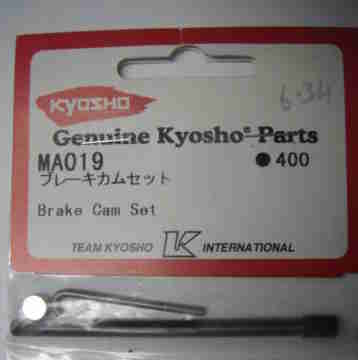 KYOSHO
6.34
Genuine Kyosho® Parts
MA019 ●400
ブレーキカムセット
Brake Cam Set
TEAM KYOSHO K INTERNATIONAL